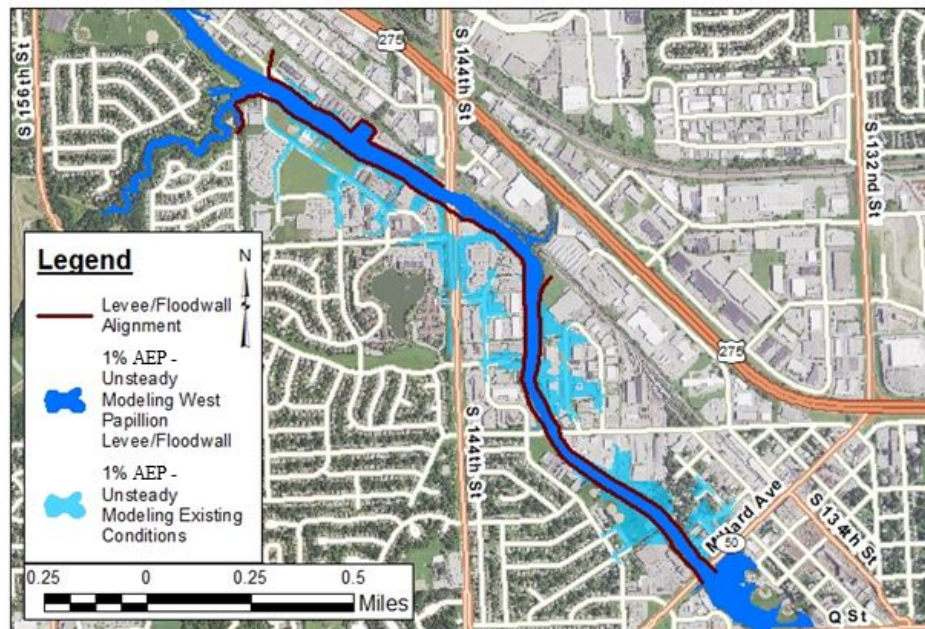 S 156th St
275
S 144th St
S 132nd St
Legend
N
Levee/Floodwall
Alignment
1% AEP -
Unsteady
Modeling West
Papillion
Levee/Floodwall
1% AEP -
Unsteady
Modeling Existing
Conditions
275
S 144th St
Millard Ave
50
S 134th St
Q St
0.25 0 0.25 0.5
Miles